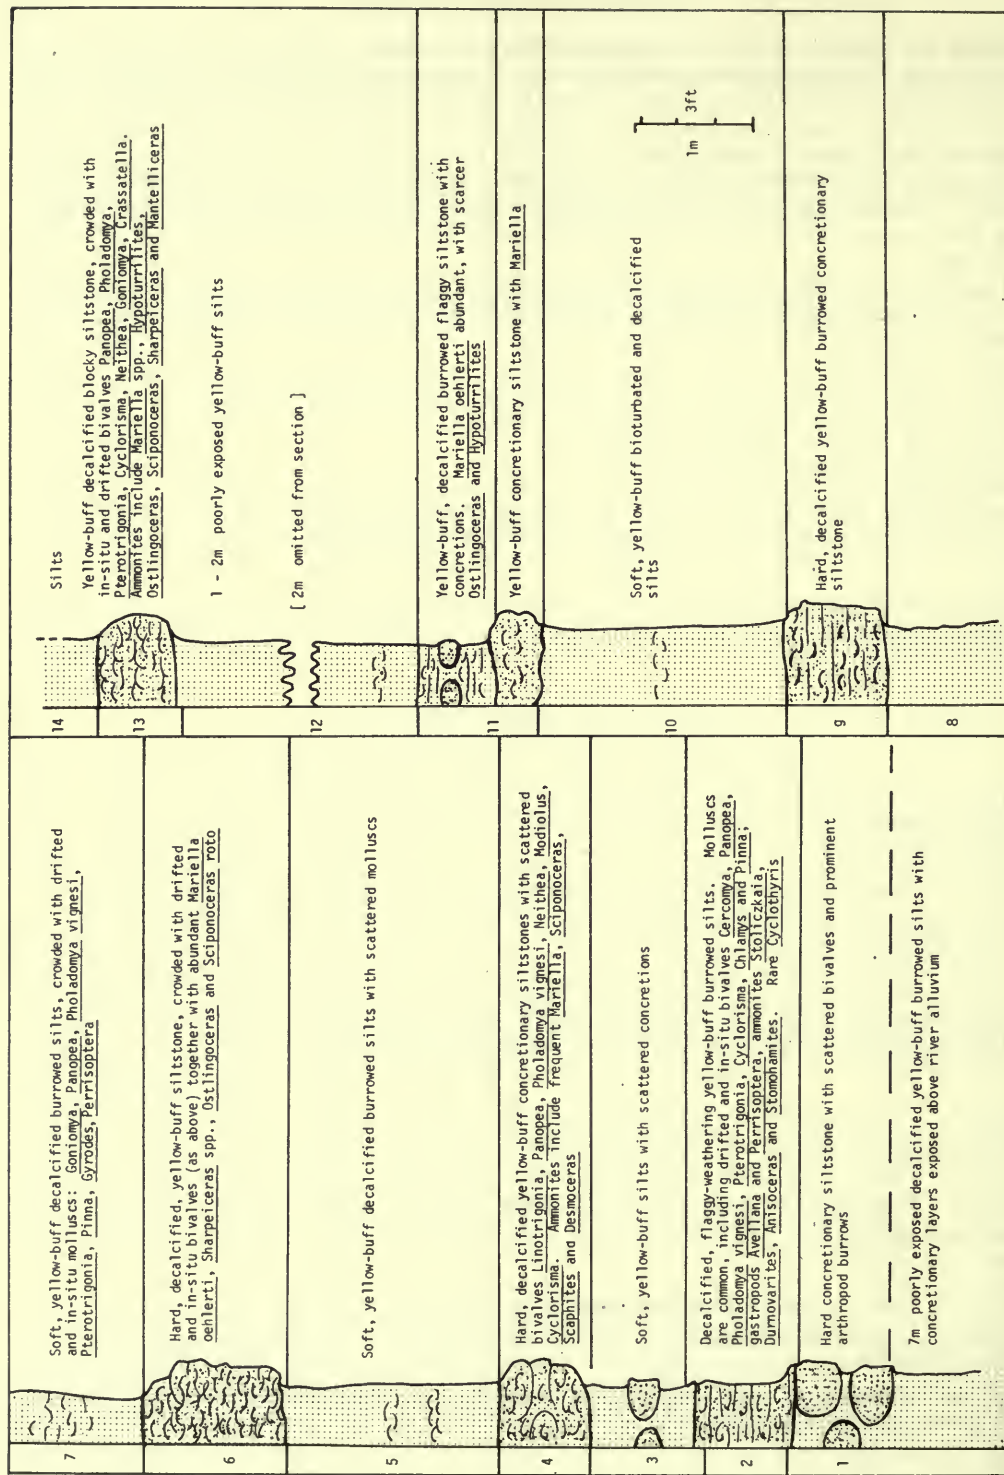 7
Soft, yellow-buff decalcified burrowed silts, crowded with drifted
and in-situ molluscs: Goniomya, Panopea, Pholadomya vignesi,
Pterotrigonia, Pinna, Gyrodes, Perrisoptera
6
Hard, decalcified, yellow-buff siltstone, crowded with drifted
and in-situ bivalves (as above) together with abundant Mariella
oehlerti, Sharpeiceras spp., Ostlingoceras and Sciponoceras roto
5
Soft, yellow-buff decalcified burrowed silts with scattered molluscs
4
Hard, decalcified yellow-buff concretionary siltstones with scattered
bivalves Linotrigonia, Panopea, Pholadomya vignesi, Neithea, Modiolus,
Cyclorisma. Ammonites include frequent Mariella, Sciponoceras,
Scaphites and Desmoceras
3
Soft, yellow-buff silts with scattered concretions
2
Decalcified, flaggy-weathering yellow-buff burrowed silts. Molluscs
are common, including drifted and in-situ bivalves Cercomya, Panopea,
Pholadomya vignesi, Pterotrigonia, Cyclorisma, Chlamys and Pinna;
gastropods Avellana and Perrisoptera, ammonites Stoliczkaia,
Durnovarites, Anisoceras and Stomohamites. Rare Cyclothyris
1
Hard concretionary siltstone with scattered bivalves and prominent
arthropod burrows
7m poorly exposed decalcified yellow-buff burrowed silts with
concretionary layers exposed above river alluvium
14
Silts
13
Yellow-buff decalcified blocky siltstone, crowded with
in-situ and drifted bivalves Panopea, Pholadomya,
Pterotrigonia, Cyclorisma, Neithea, Goniomya, Crassatella.
Ammonites include Mariella spp., Hypoturrilites,
Ostlingoceras, Sciponoceras, Sharpeiceras and Mantelliceras
12
1 - 2m poorly exposed yellow-buff silts
[ 2m omitted from section ]
11
Yellow-buff, decalcified burrowed flaggy siltstone with
concretions. Mariella oehlerti abundant, with scarcer
Ostlingoceras and Hypoturrilites
Yellow-buff concretionary siltstone with Mariella
10
Soft, yellow-buff bioturbated and decalcified
silts
1m 3ft
9
Hard, decalcified yellow-buff burrowed concretionary
siltstone
8